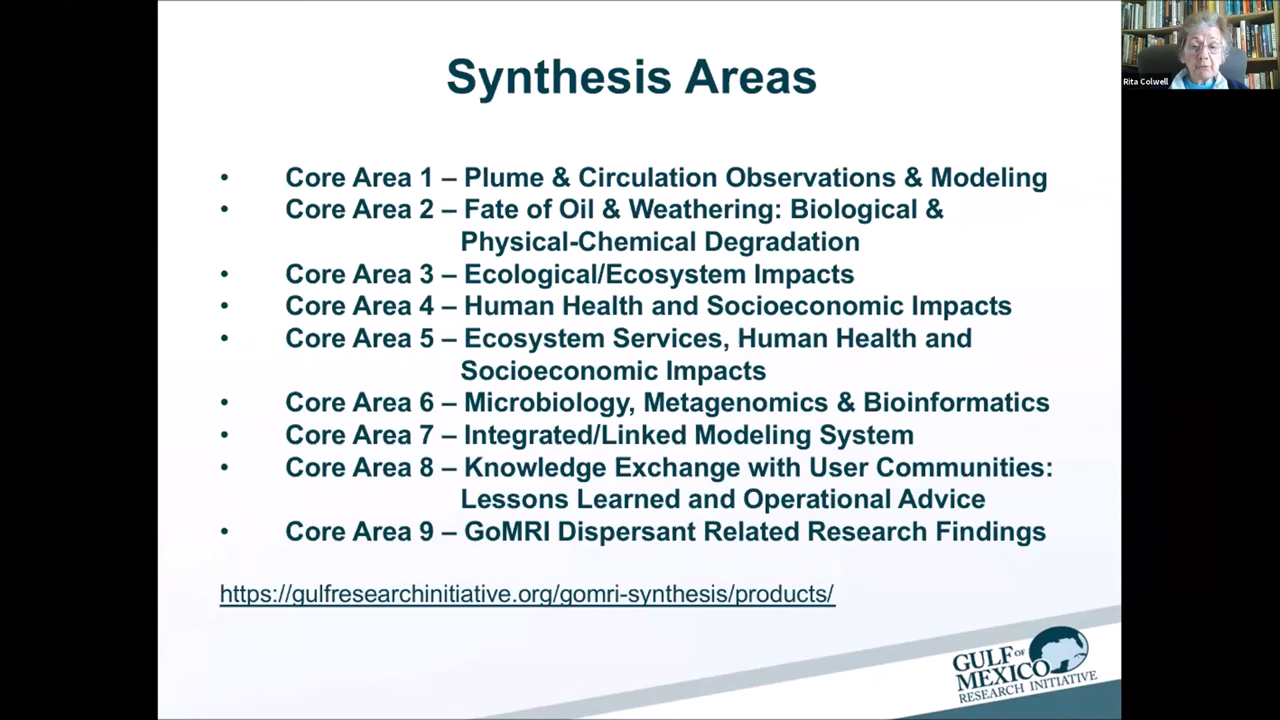 Synthesis Areas
Rita Colwell
• Core Area 1 – Plume & Circulation Observations & Modeling
• Core Area 2 – Fate of Oil & Weathering: Biological &
Physical-Chemical Degradation
• Core Area 3 – Ecological/Ecosystem Impacts
• Core Area 4 – Human Health and Socioeconomic Impacts
• Core Area 5 – Ecosystem Services, Human Health and
Socioeconomic Impacts
• Core Area 6 – Microbiology, Metagenomics & Bioinformatics
• Core Area 7 – Integrated/Linked Modeling System
• Core Area 8 – Knowledge Exchange with User Communities:
Lessons Learned and Operational Advice
• Core Area 9 – GoMRI Dispersant Related Research Findings
https://gulfresearchinitiative.org/gomri-synthesis/products/
GULF OF
MEXICO
RESEARCH INITIATIVE